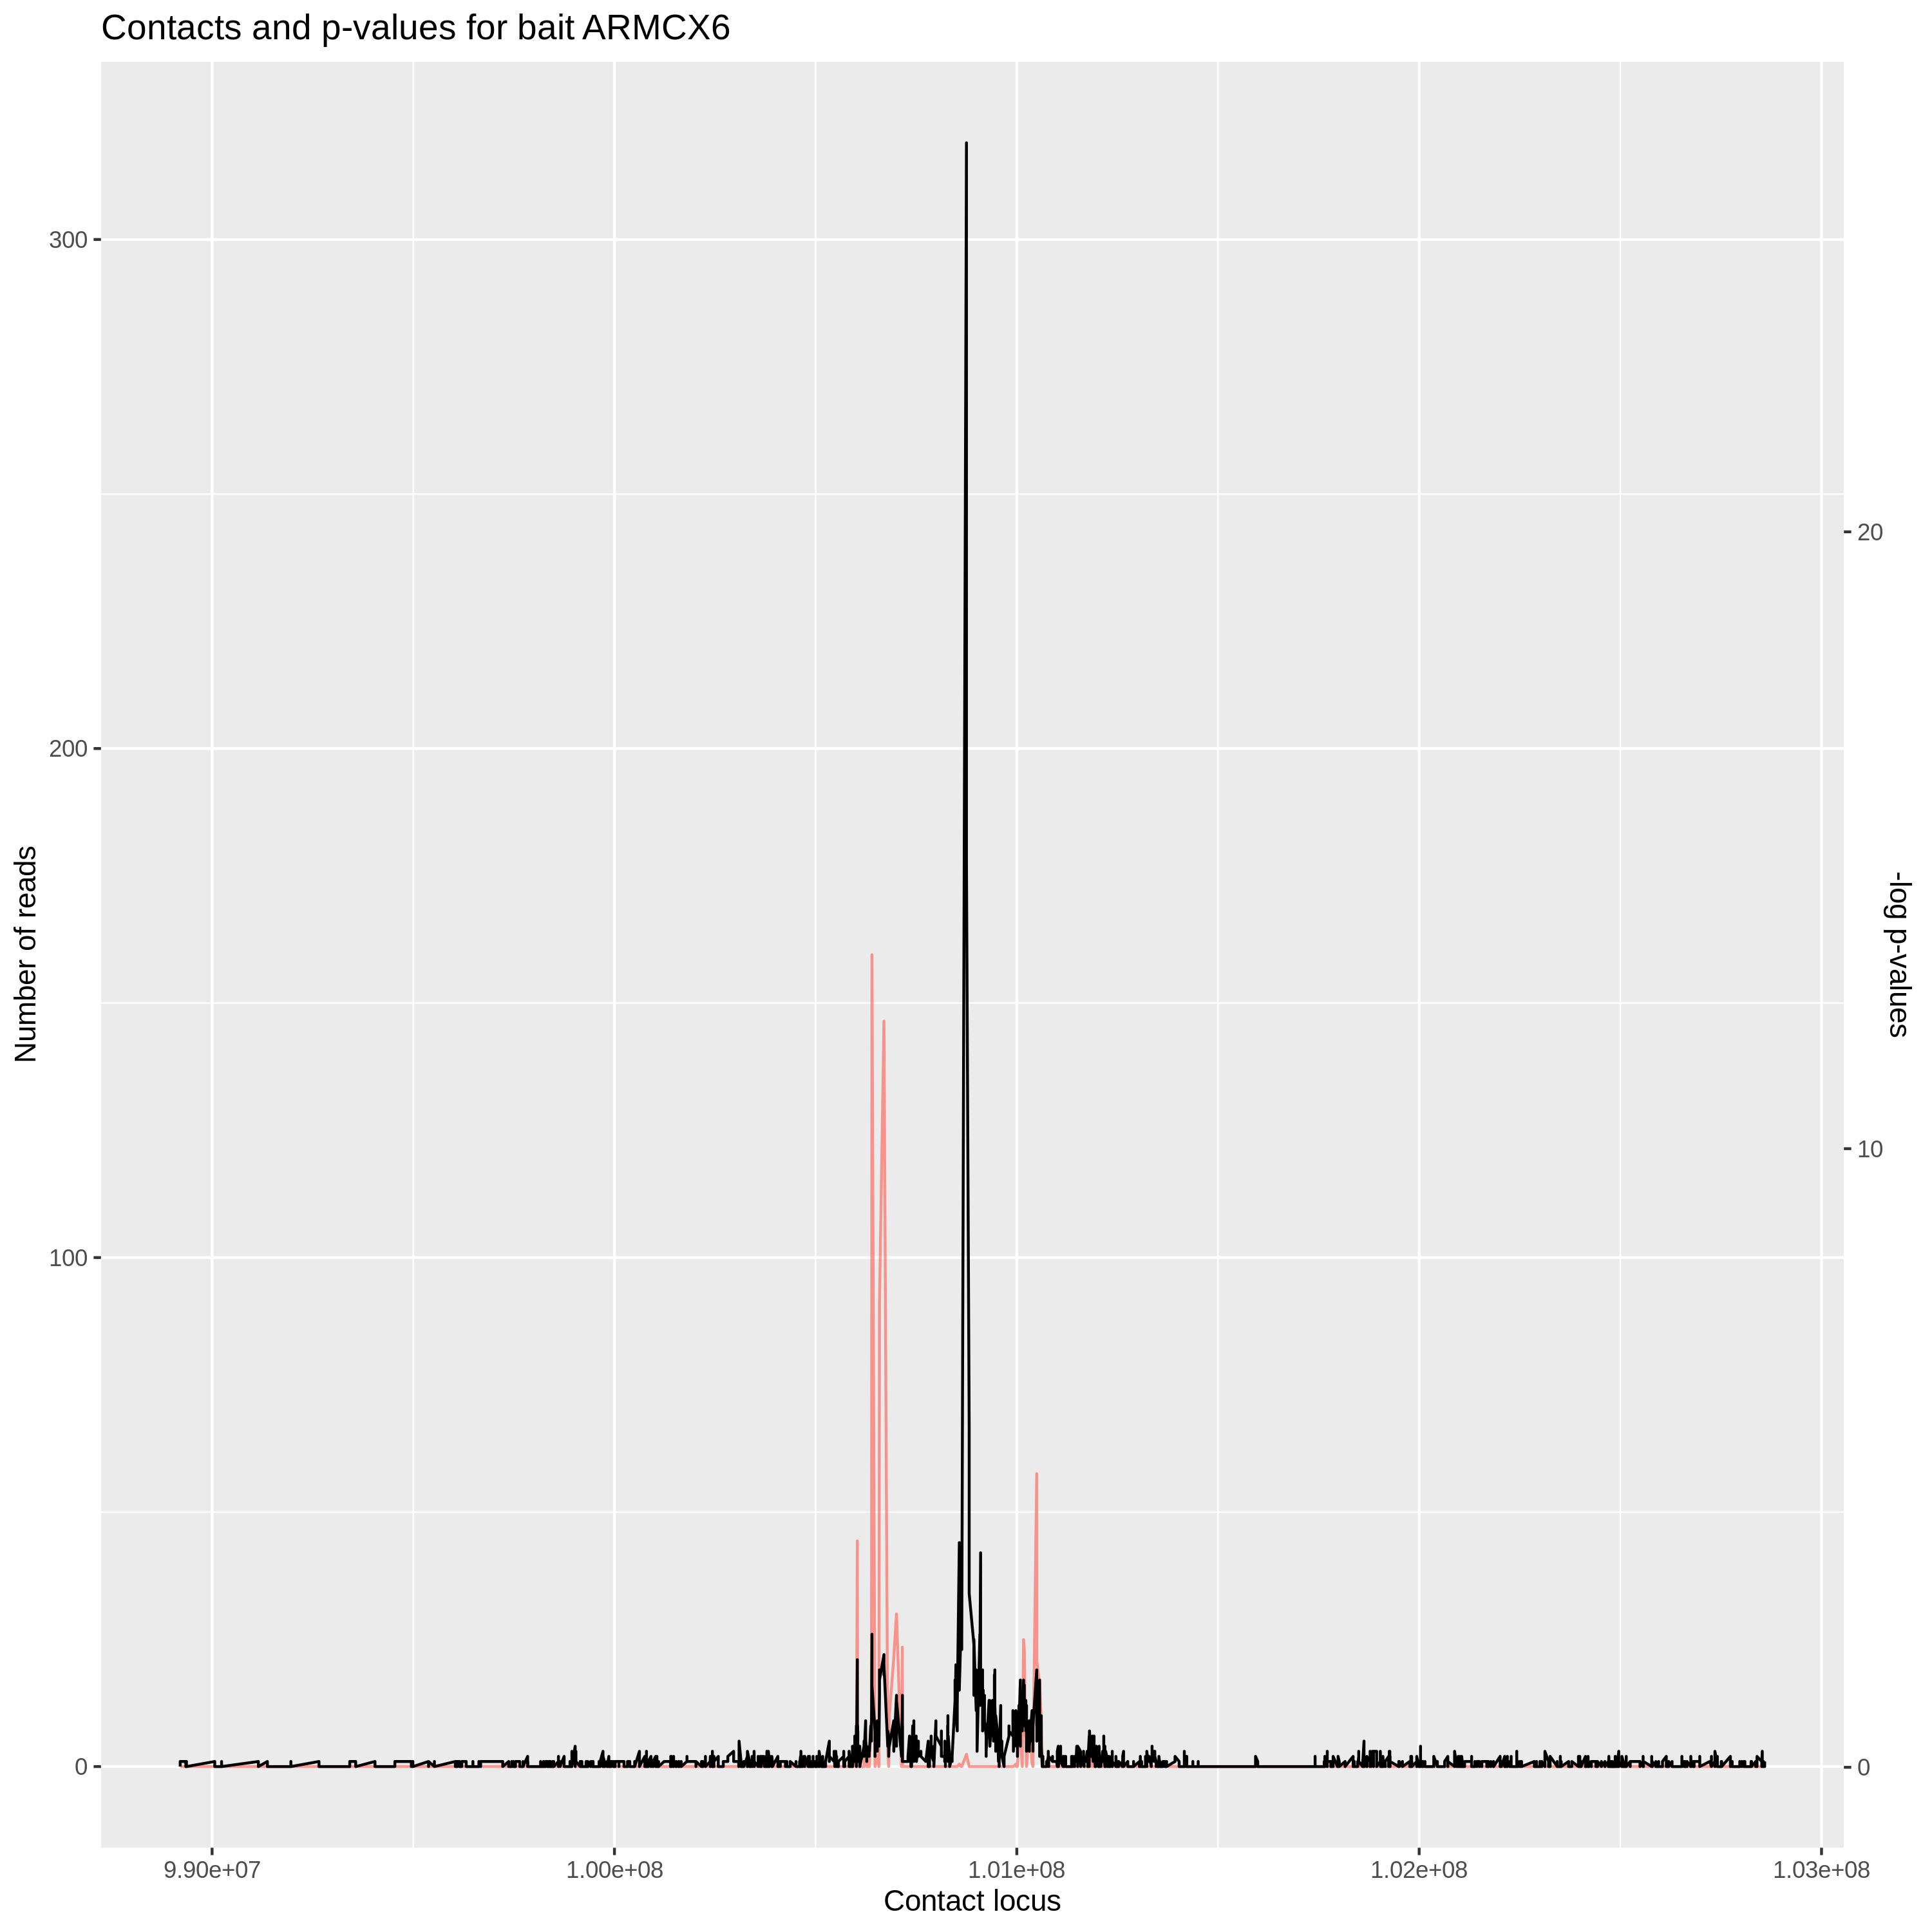 Contacts and p-values for bait ARMCX6
300
200
100
0
Number of reads
20
10
0
-log p-values
9.90e+07
1.00e+08
1.01e+08
1.02e+08
1.03e+08
Contact locus